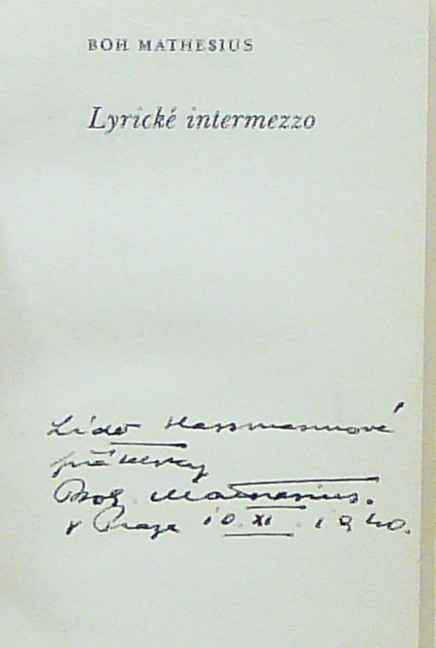 BOH MATHESIUS
Lyrické intermezzo
Lídě Hassmannové
přátelsky
Boh. Mathesius.
v Praze 10. XI. 1940.